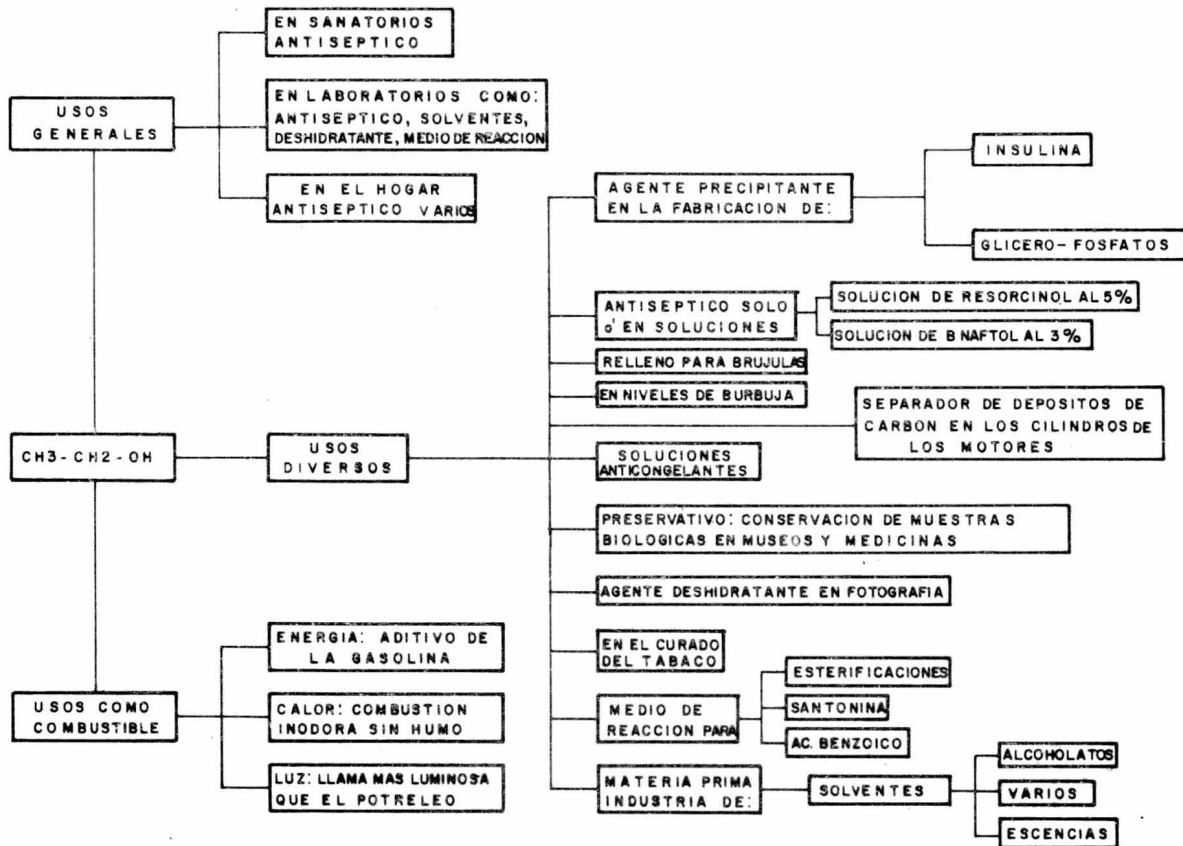 EN SANATORIOS
ANTISEPTICO
EN LABORATORIOS COMO:
ANTISEPTICO, SOLVENTES,
DESHIDRATANTE, MEDIO DE REACCION
EN EL HOGAR
ANTISEPTICO VARIOS
USOS
GENERALES
CH3-CH2-OH
USOS
DIVERSOS
AGENTE PRECIPITANTE
EN LA FABRICACION DE:
INSULINA
GLICERO-FOSFATOS
ANTISEPTICO SOLO
o' EN SOLUCIONES
SOLUCION DE RESORCINOL AL 5%
SOLUCION DE B NAFTOL AL 3%
RELLENO PARA BRUJULAS
EN NIVELES DE BURBUJA
SEPARADOR DE DEPOSITOS DE
CARBON EN LOS CILINDROS DE
LOS MOTORES
SOLUCIONES
ANTICONGELANTES
PRESERVATIVO: CONSERVACION DE MUESTRAS
BIOLOGICAS EN MUSEOS Y MEDICINAS
AGENTE DESHIDRATANTE EN FOTOGRAFIA
EN EL CURADO
DEL TABACO
MEDIO DE
REACCION PARA
ESTERIFICACIONES
SANTONINA
AC. BENZOICO
MATERIA PRIMA
INDUSTRIA DE:
SOLVENTES
ALCOHOLATOS
VARIOS
ESCENCIAS
USOS COMO
COMBUSTIBLE
ENERGIA: ADITIVO DE
LA GASOLINA
CALOR: COMBUSTION
INODORA SIN HUMO
LUZ: LLAMA MAS LUMINOSA
QUE EL POTRELEO